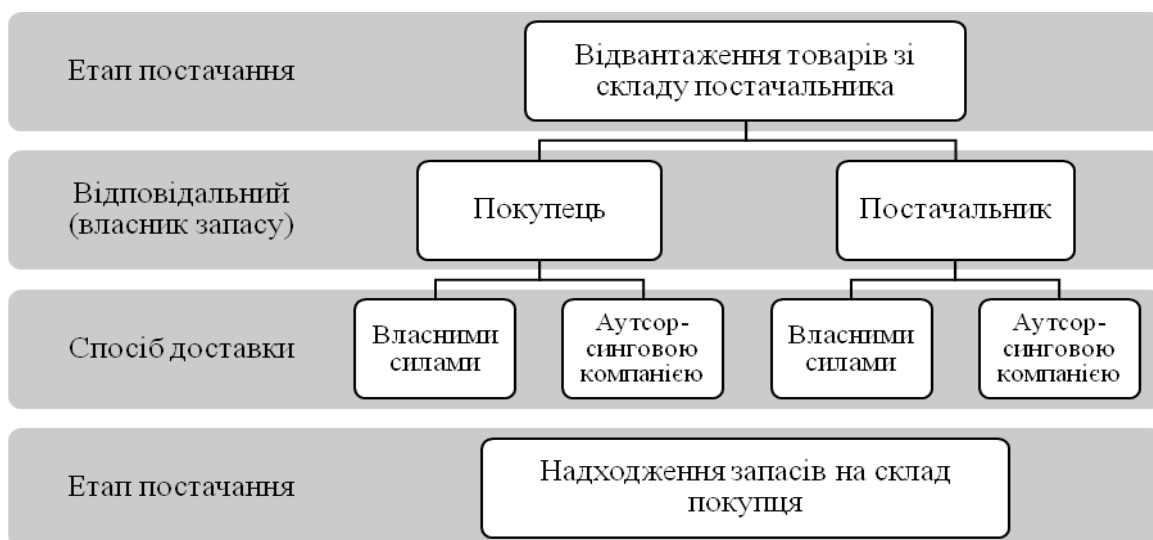 Етап постачання
Відвантаження товарів зі
складу постачальника
Відповідальний
(власник запасу)
Покупець
Постачальник
Спосіб доставки
Власними
силами
Аутсор-
синговою
компанією
Власними
силами
Аутсор-
синговою
компанією
Етап постачання
Надходження запасів на склад
покупця